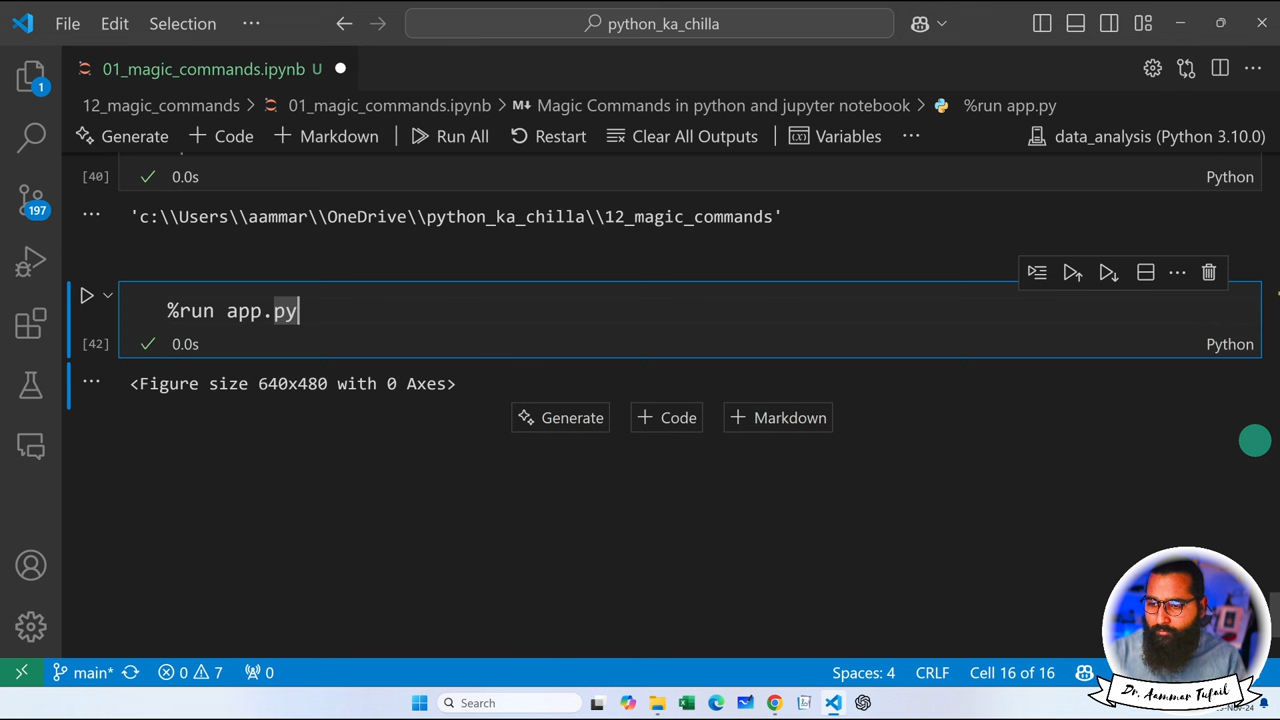 File Edit Selection ··· python_ka_chilla
1
01_magic_commands.ipynb U
12_magic_commands > 01_magic_commands.ipynb > M↓ Magic Commands in python and jupyter notebook > %run app.py
Generate + Code + Markdown Run All Restart Clear All Outputs Variables ··· data_analysis (Python 3.10.0)
[40] 0.0s Python
197
'c:\\Users\\aammar\\OneDrive\\python_ka_chilla\\12_magic_commands'
%run app.py
[42] 0.0s Python
<Figure size 640x480 with 0 Axes>
Generate + Code + Markdown
main* 0 7 0 Spaces: 4 CRLF Cell 16 of 16
Dr. Aammar Tufail
Search